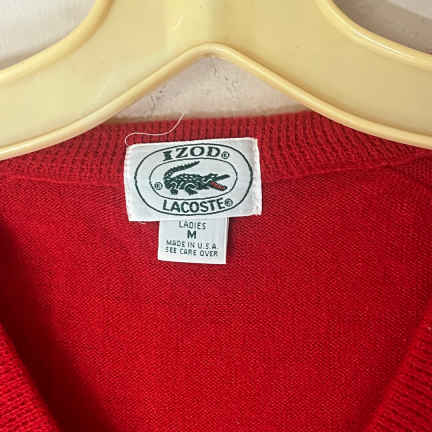 IZOD®
LACOSTE®
LADIES
M
MADE IN U.S.A.
SEE CARE OVER